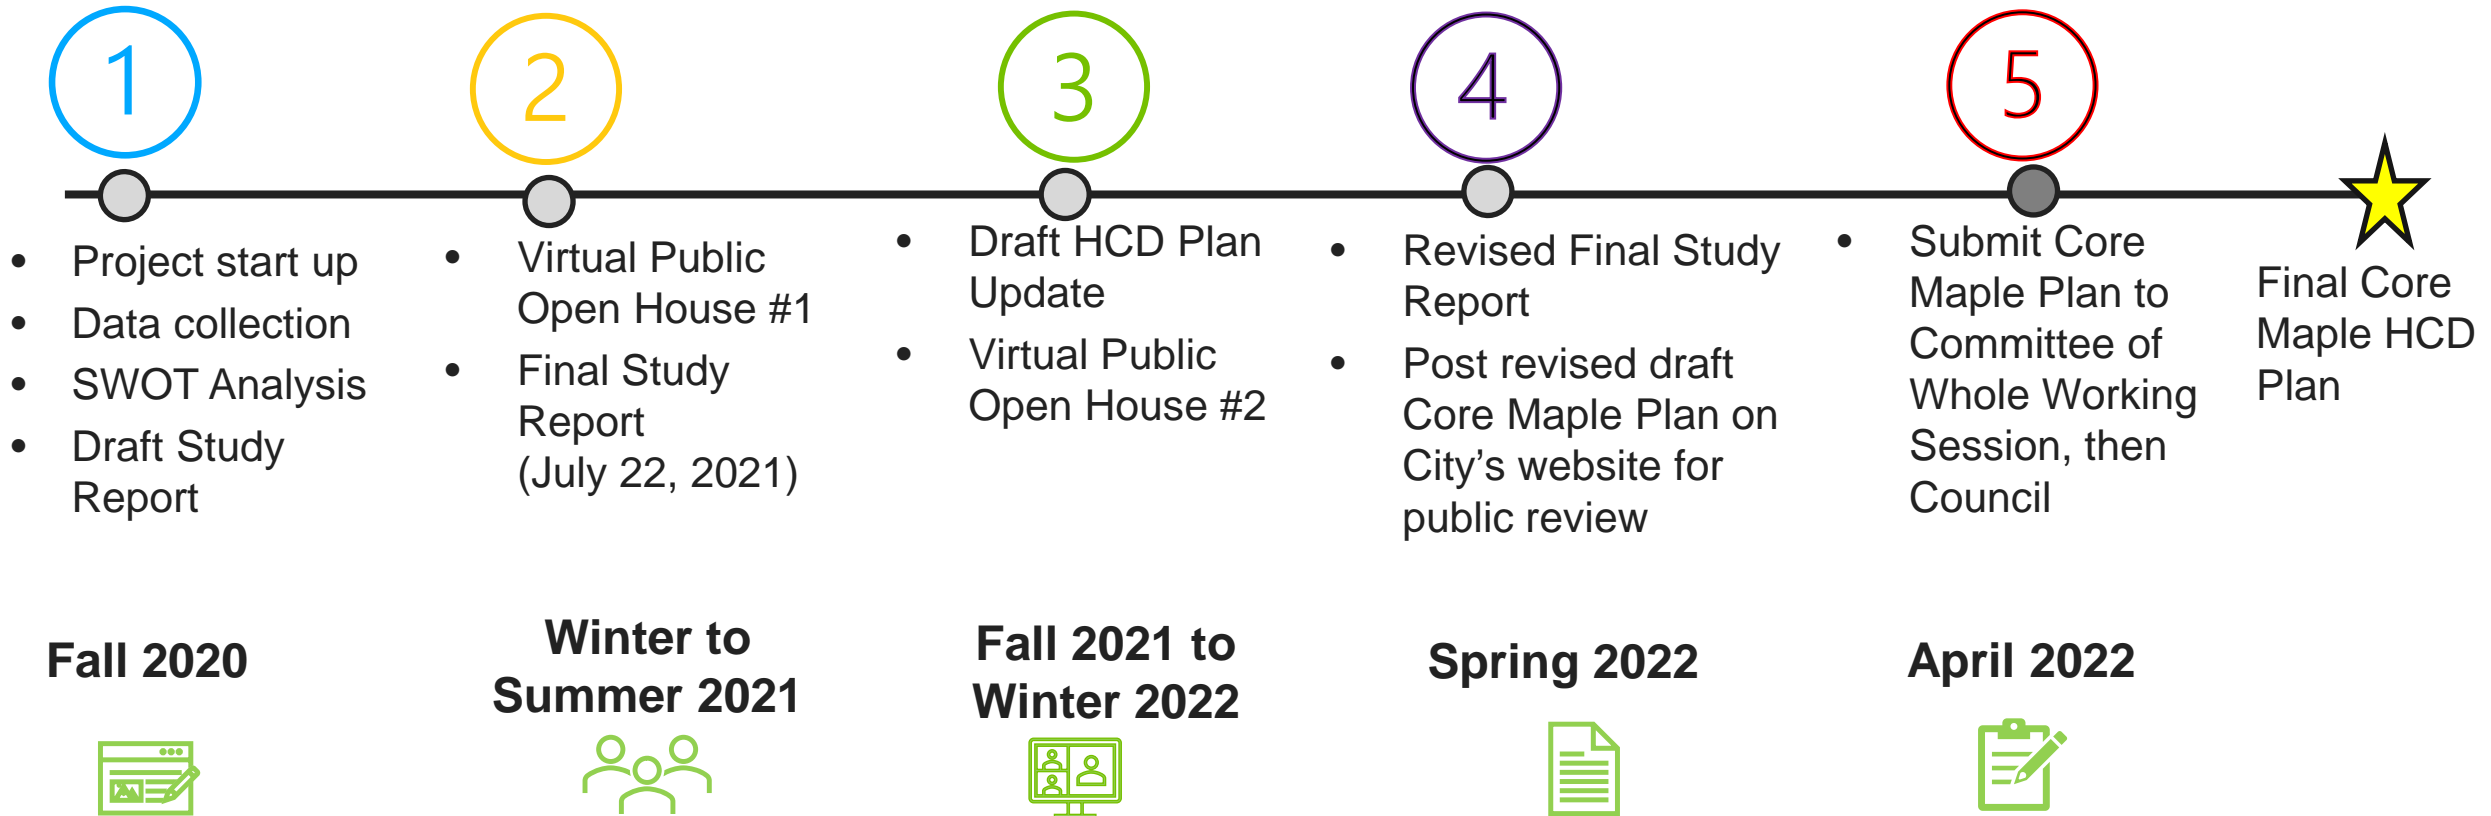 1
2
3
4
5
• Project start up
• Data collection
• SWOT Analysis
• Draft Study
Report
• Virtual Public
Open House #1
• Final Study
Report
(July 22, 2021)
• Draft HCD Plan
Update
• Virtual Public
Open House #2
• Revised Final Study
Report
• Post revised draft
Core Maple Plan on
City’s website for
public review
• Submit Core
Maple Plan to
Committee of
Whole Working
Session, then
Council
Final Core
Maple HCD
Plan
Fall 2020
Winter to
Summer 2021
Fall 2021 to
Winter 2022
Spring 2022
April 2022